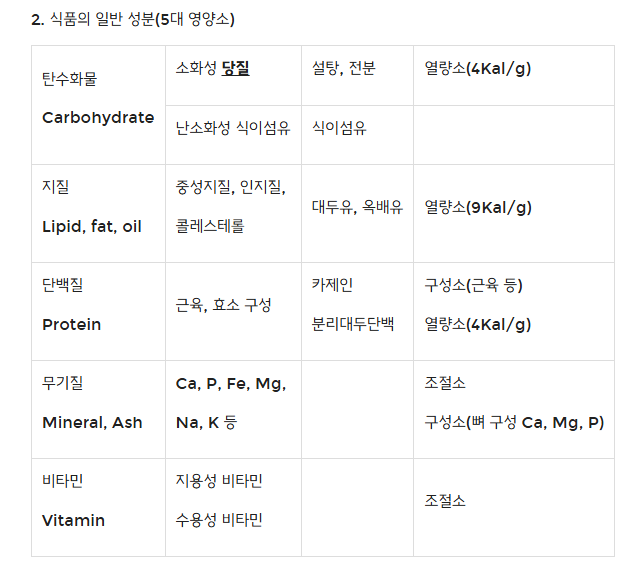 2. 식품의 일반 성분(5대 영양소)
탄수화물
Carbohydrate
소화성 당질
설탕, 전분
열량소(4Kal/g)
난소화성 식이섬유
식이섬유
지질
Lipid, fat, oil
중성지질, 인지질,
콜레스테롤
대두유, 옥배유
열량소(9Kal/g)
단백질
Protein
근육, 효소 구성
카제인
분리대두단백
구성소(근육 등)
열량소(4Kal/g)
무기질
Mineral, Ash
Ca, P, Fe, Mg,
Na, K 등
조절소
구성소(뼈 구성 Ca, Mg, P)
비타민
Vitamin
지용성 비타민
수용성 비타민
조절소